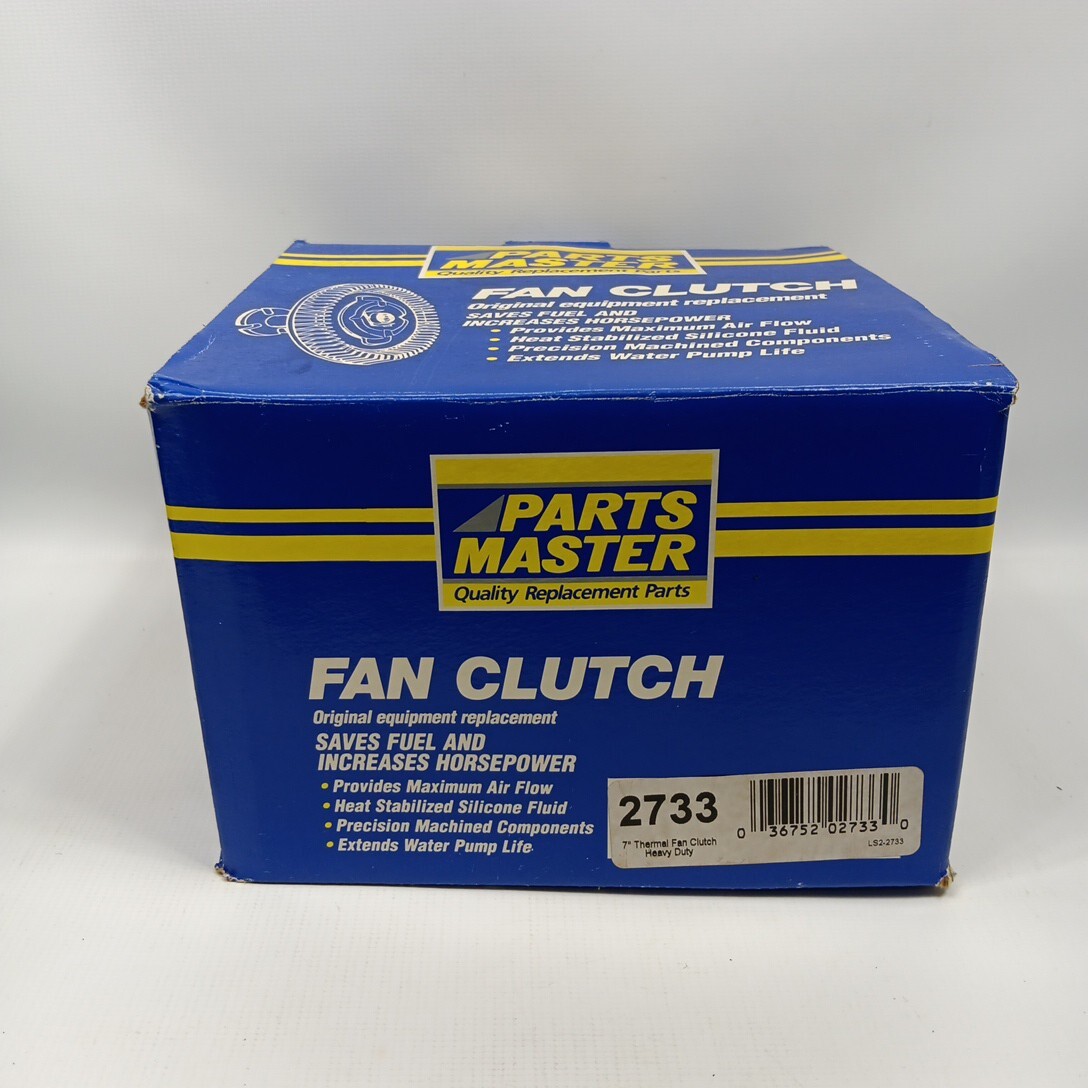 PARTS
MASTER
Quality Replacement Parts
FAN CLUTCH
Original equipment replacement
SAVES FUEL AND
INCREASES HORSEPOWER
• Provides Maximum Air Flow
• Heat Stabilized Silicone Fluid
• Precision Machined Components
• Extends Water Pump Life
PARTS
MASTER
Quality Replacement Parts
FAN CLUTCH
Original equipment replacement
SAVES FUEL AND
INCREASES HORSEPOWER
• Provides Maximum Air Flow
• Heat Stabilized Silicone Fluid
• Precision Machined Components
• Extends Water Pump Life
2733
7" Thermal Fan Clutch
Heavy Duty
0 36752 02733 0
LS2-2733